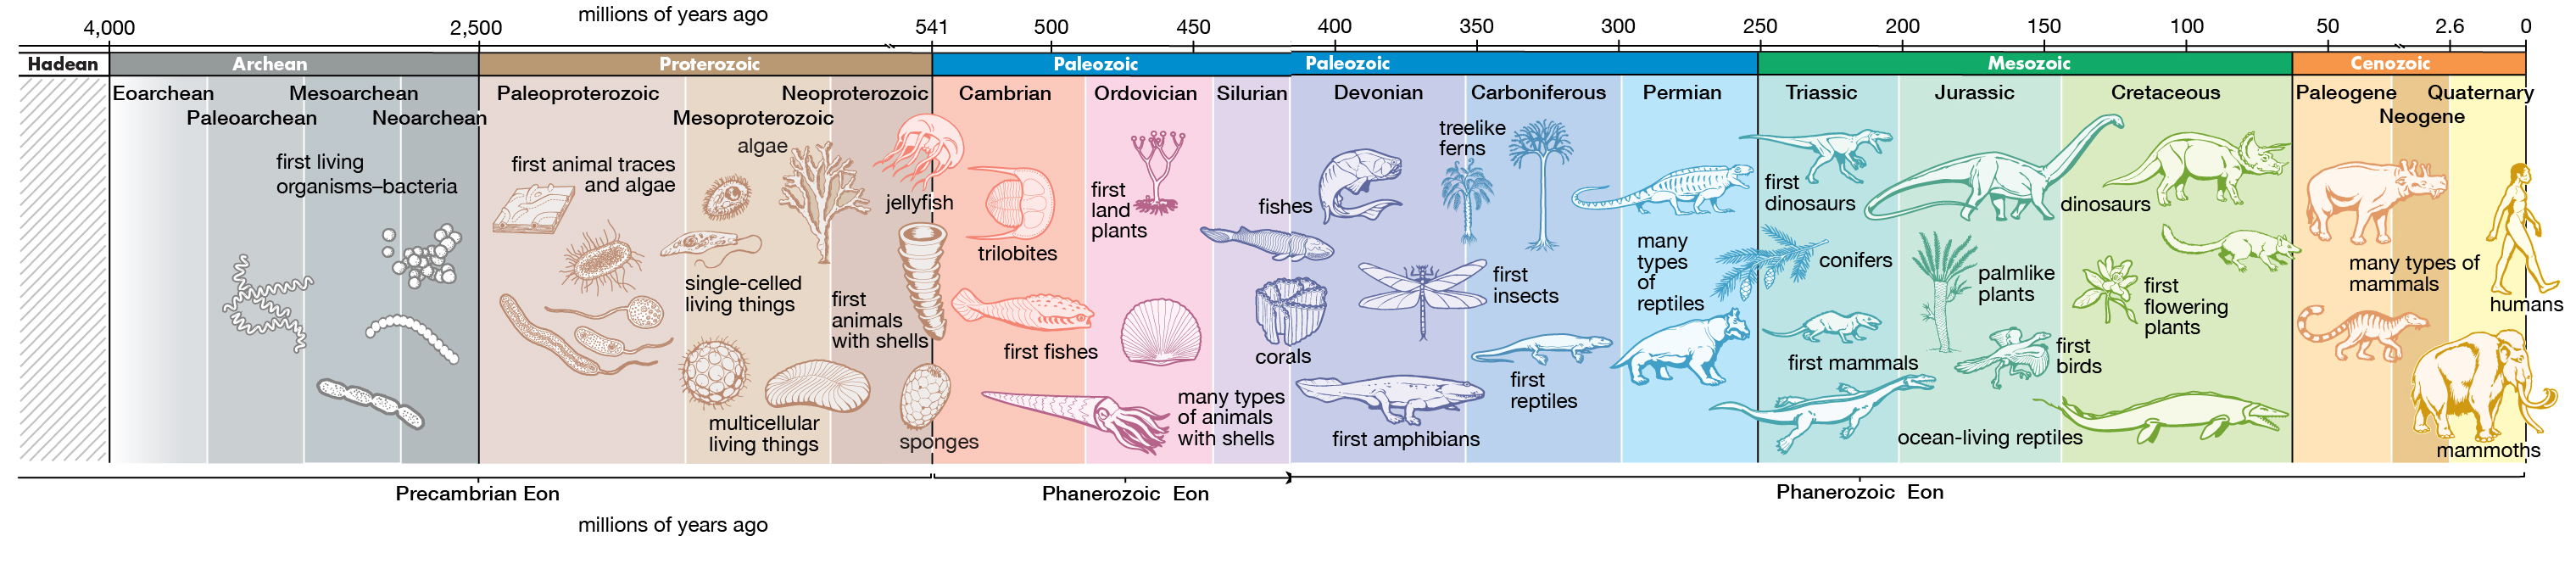 millions of years ago
4,000
2,500
541
500
450
400
350
300
250
200
150
100
50
2.6
0
Hadean
Archean
Proterozoic
Paleozoic
Paleozoic
Mesozoic
Cenozoic
Eoarchean
Paleoarchean
Mesoarchean
Neoarchean
Paleoproterozoic
Mesoproterozoic
Neoproterozoic
Cambrian
Ordovician
Silurian
Devonian
Carboniferous
Permian
Triassic
Jurassic
Cretaceous
Paleogene
Neogene
Quaternary
first living
organisms–bacteria
first animal traces
and algae
algae
single-celled
living things
multicellular
living things
first
animals
with shells
jellyfish
sponges
trilobites
first fishes
first
land
plants
many types
of animals
with shells
fishes
corals
first amphibians
treelike
ferns
first
insects
first
reptiles
many
types
of
reptiles
first
dinosaurs
conifers
first mammals
ocean-living reptiles
palmlike
plants
first
birds
dinosaurs
first
flowering
plants
many types of
mammals
humans
mammoths
Precambrian Eon
Phanerozoic Eon
Phanerozoic Eon
millions of years ago